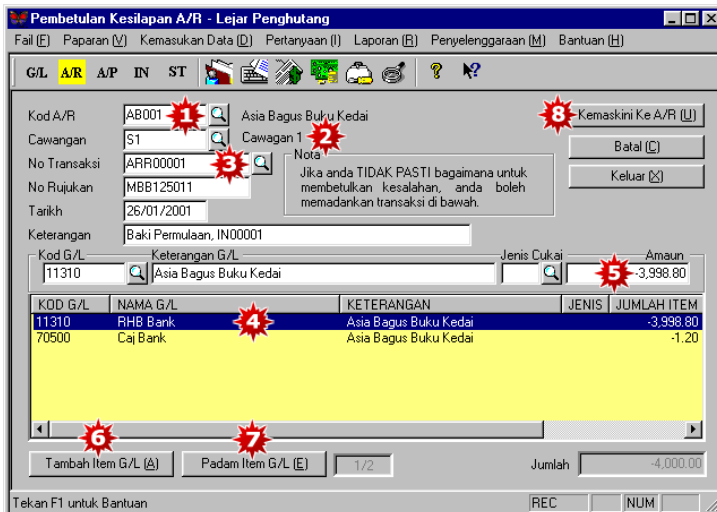 Pembetulan Kesilapan A/R - Lejar Penghutang
Fail (F) Paparan (V) Kemasukan Data (D) Pertanyaan (I) Laporan (R) Penyelenggaraan (M) Bantuan (H)
G/L A/R A/P IN ST
Kod A/R AB001 1 Asia Bagus Buku Kedai
8 Kemaskini Ke A/R (U)
Cawangan S1 Cawagan 1 2
Batal (C)
No Transaksi ARR00001 3
Keluar (X)
Nota
Jika anda TIDAK PASTI bagaimana untuk
membetulkan kesalahan, anda boleh
memadankan transaksi di bawah.
No Rujukan MBB125011
Tarikh 26/01/2001
Keterangan Baki Permulaan, IN00001
Kod G/L Keterangan G/L Jenis Cukai Amaun
11310 Asia Bagus Buku Kedai 5 -3,998.80
KOD G/L NAMA G/L KETERANGAN JENIS JUMLAH ITEM
11310 RHB Bank 4 Asia Bagus Buku Kedai -3,998.80
70500 Caj Bank Asia Bagus Buku Kedai -1.20
6 7
Tambah Item G/L (A) Padam Item G/L (E) 1/2 Jumlah -4,000.00
Tekan F1 untuk Bantuan REC NUM